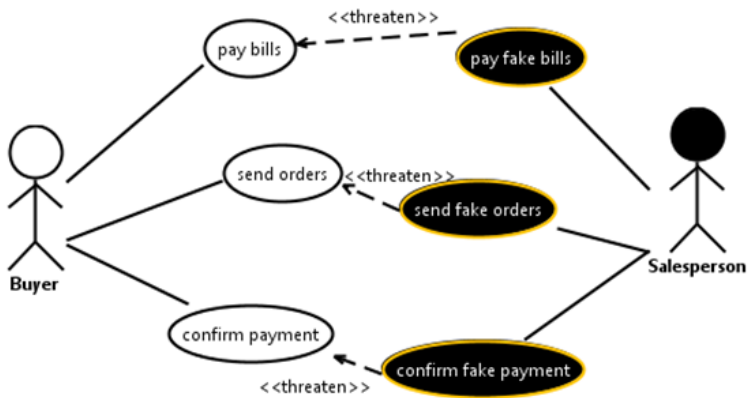 <<threaten>>
pay bills
pay fake bills
send orders
<<threaten>>
send fake orders
Buyer
Salesperson
confirm payment
confirm fake payment
<<threaten>>